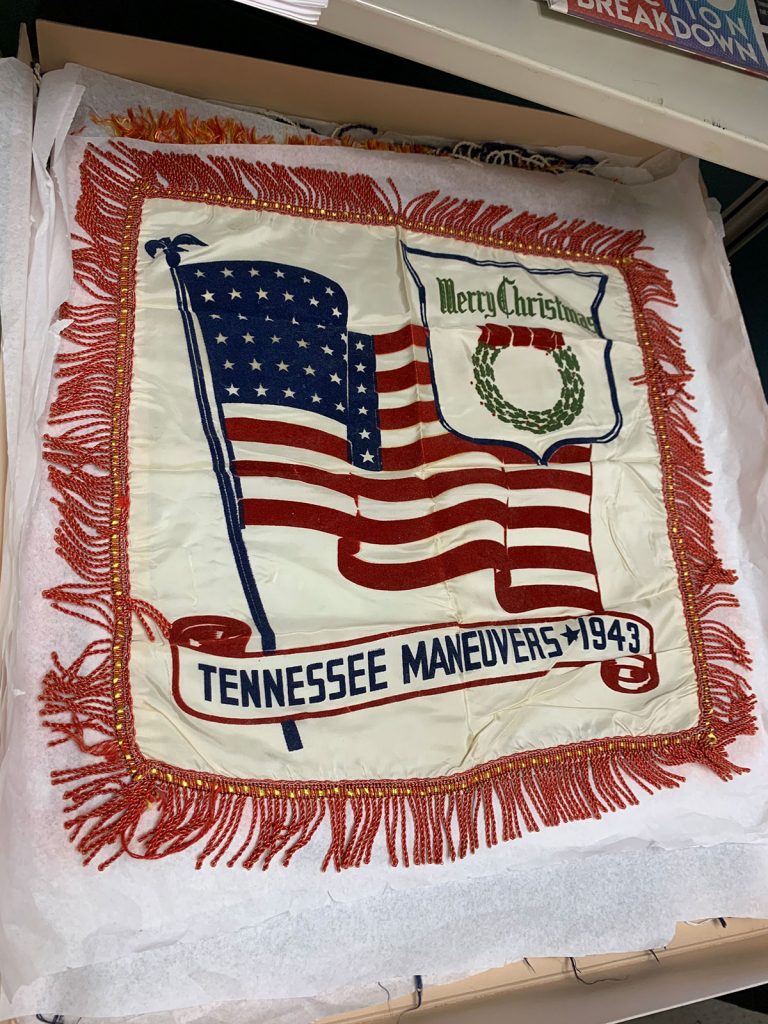 BREAKDOWN
Merry Christmas
TENNESSEE MANEUVERS★1943